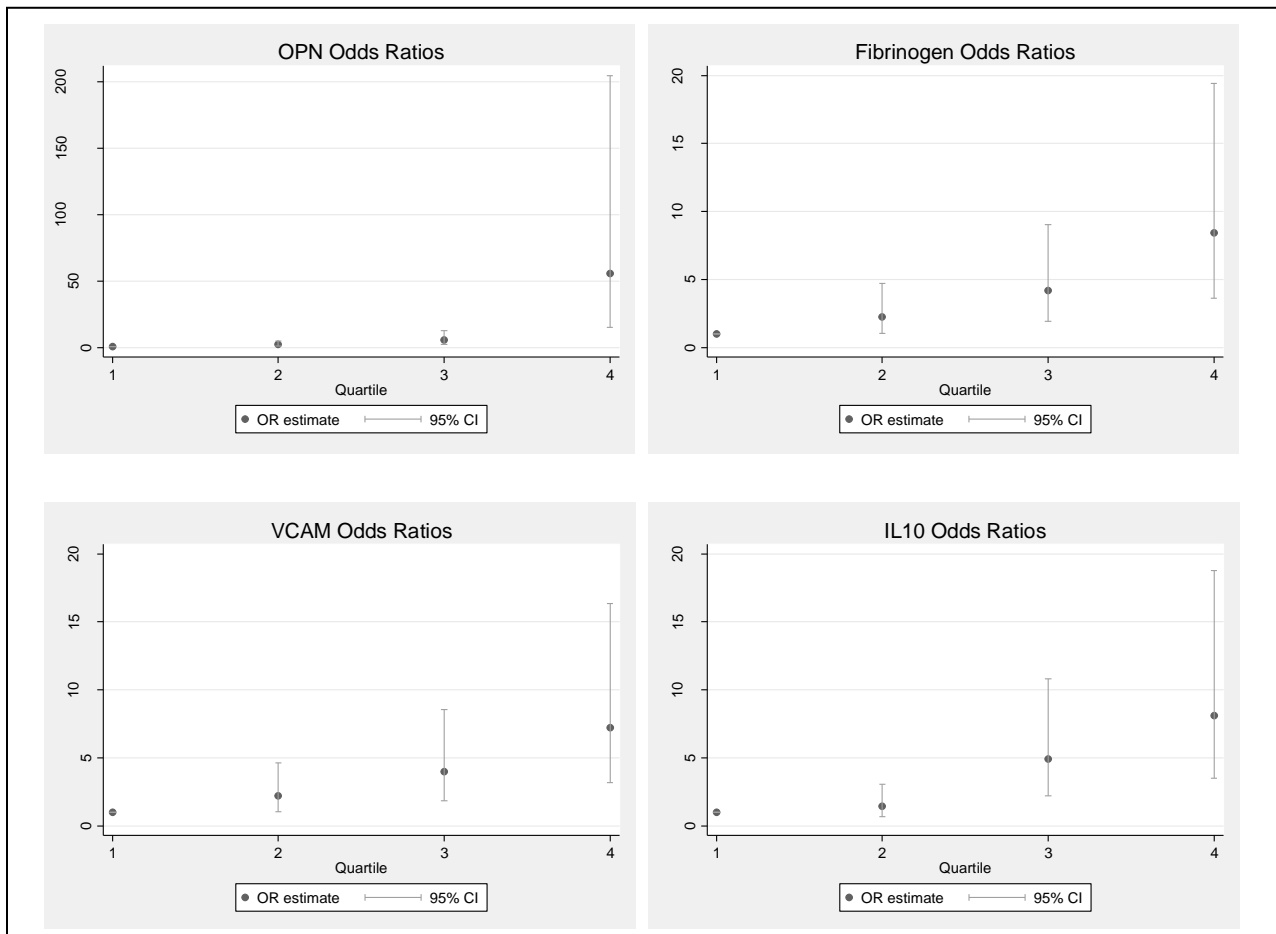 OPN Odds Ratios
200
150
100
50
0
1 2 3 4
Quartile
OR estimate 95% CI
Fibrinogen Odds Ratios
20
15
10
5
0
1 2 3 4
Quartile
OR estimate 95% CI
VCAM Odds Ratios
20
15
10
5
0
1 2 3 4
Quartile
OR estimate 95% CI
IL10 Odds Ratios
20
15
10
5
0
1 2 3 4
Quartile
OR estimate 95% CI